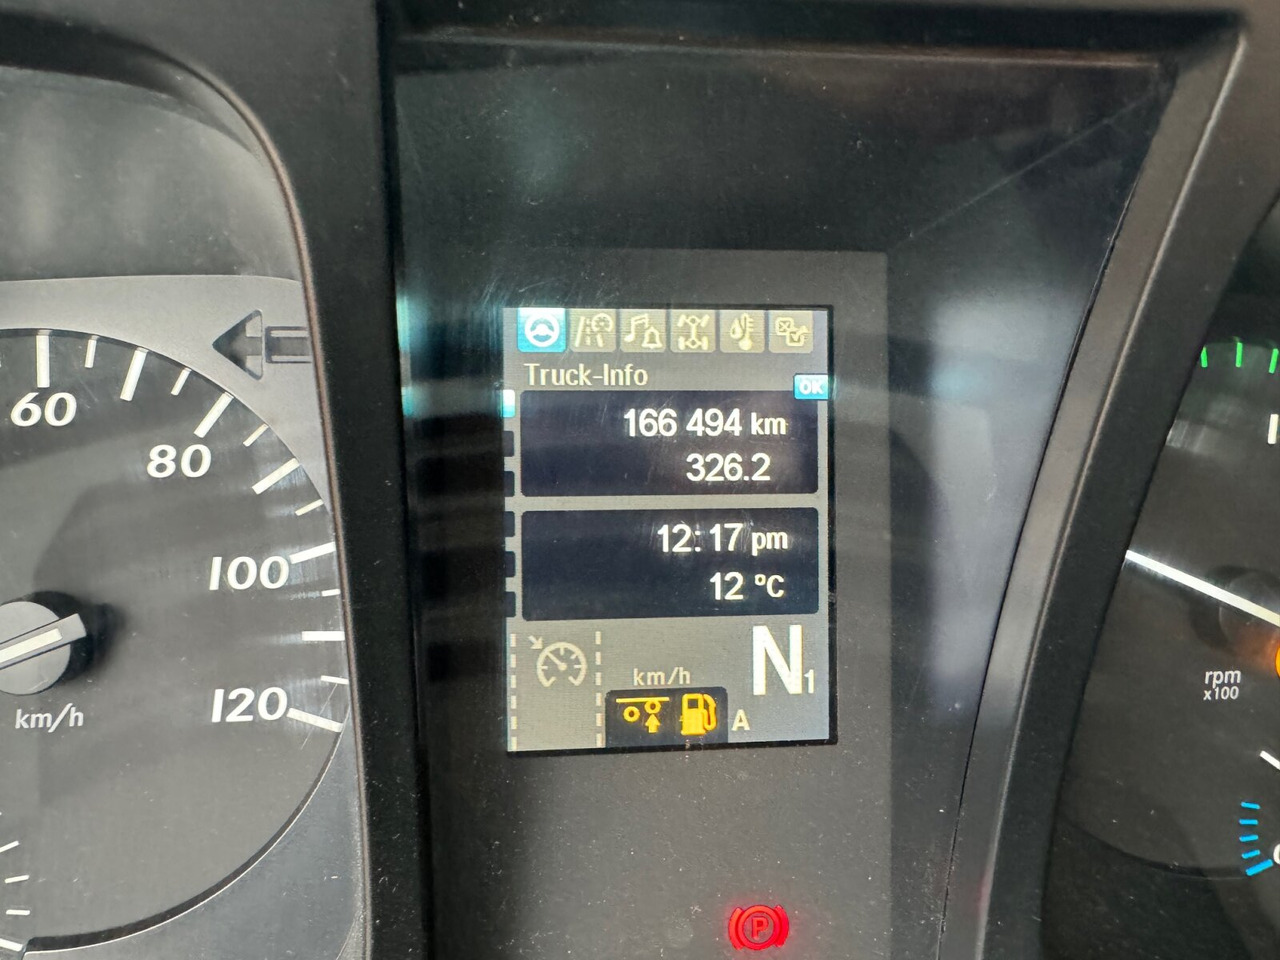 Truck-Info
OK
166 494 km
326.2
12:17 pm
12 °C
km/h
N1
A
60
80
100
120
km/h
rpm
x100
P